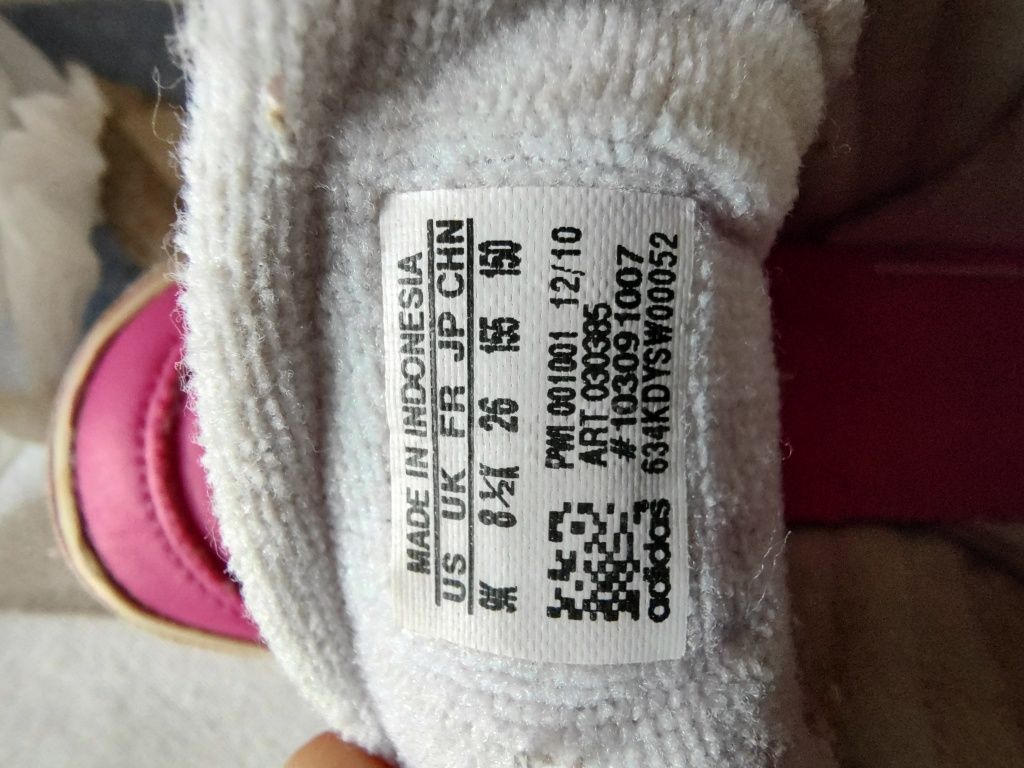 MADE IN INDONESIA
US UK FR JP CHN
9K 8½K 26 155 150
PW1 001001 12/10
ART 030385
# 103091007
634KDYSW00052
adidas